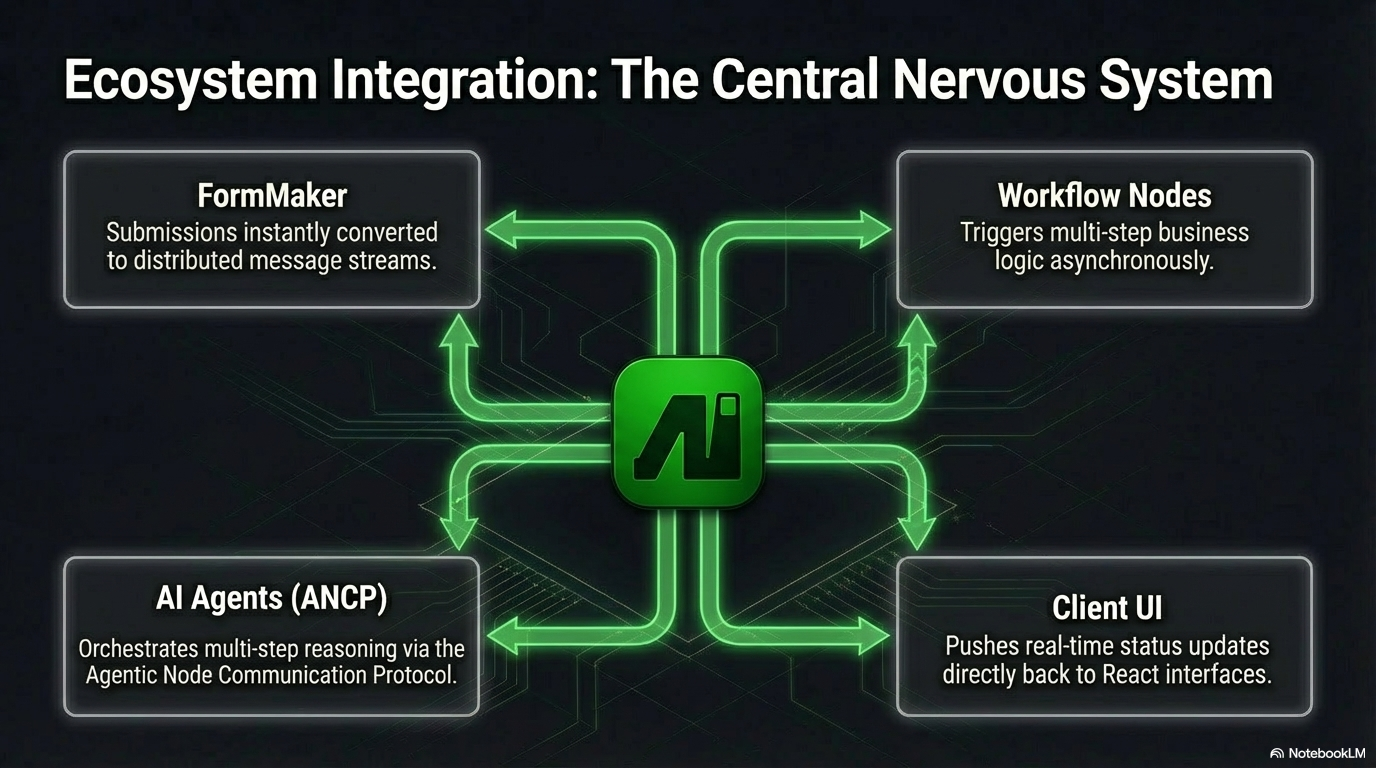 Ecosystem Integration: The Central Nervous System
FormMaker
Submissions instantly converted
to distributed message streams.
Workflow Nodes
Triggers multi-step business
logic asynchronously.
Ai
AI Agents (ANCP)
Orchestrates multi-step reasoning via the
Agentic Node Communication Protocol.
Client UI
Pushes real-time status updates
directly back to React interfaces.
NotebookLM